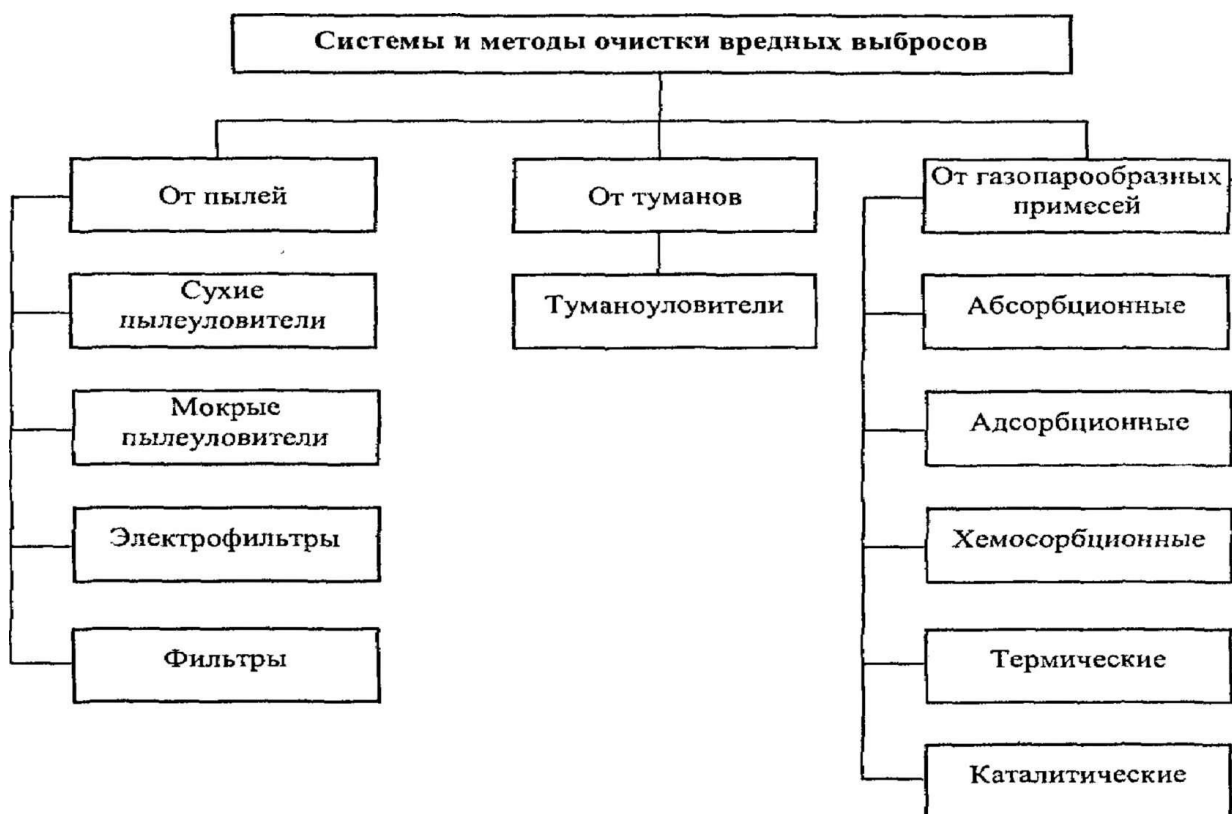 Системы и методы очистки вредных выбросов
От пылей
Сухие
пылеуловители
Мокрые
пылеуловители
Электрофильтры
Фильтры
От туманов
Туманоуловители
От газопарообразных
примесей
Абсорбционные
Адсорбционные
Хемосорбционные
Термические
Каталитические